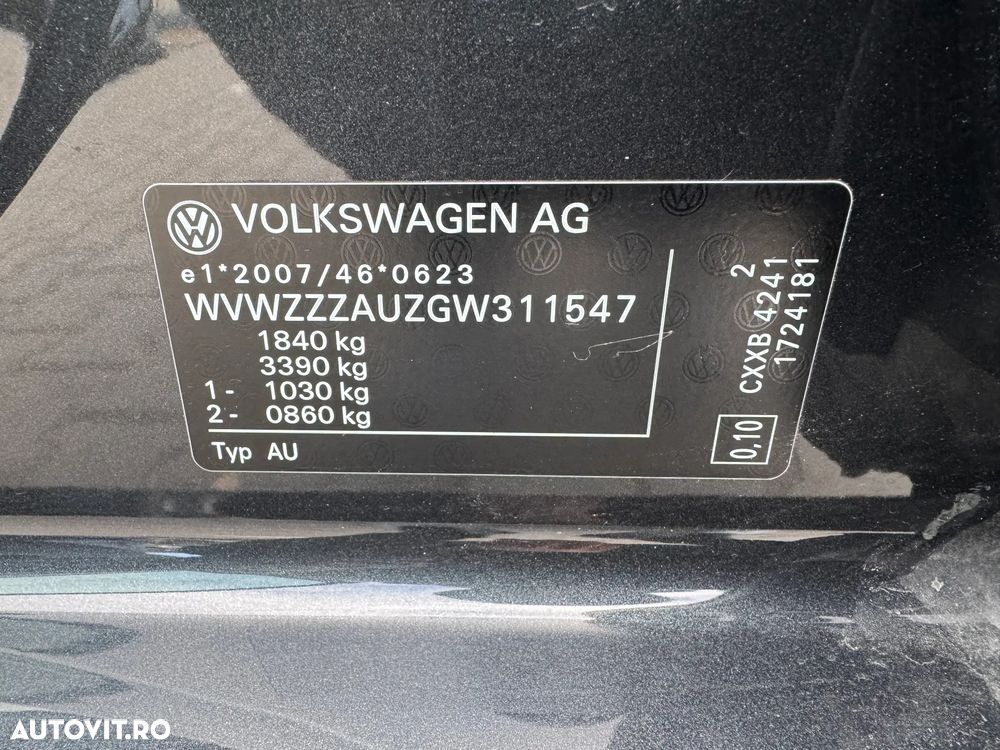 VOLKSWAGEN AG
e1*2007/46*0623
WVWZZZAUZGW311547
1840 kg
3390 kg
1- 1030 kg
2- 0860 kg
Typ AU
2
CXXB 4241
1724181
0,10
AUTOVIT.RO